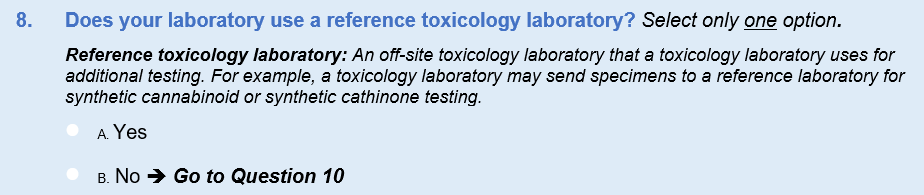 8. Does your laboratory use a reference toxicology laboratory? Select only one option.
Reference toxicology laboratory: An off-site toxicology laboratory that a toxicology laboratory uses for
additional testing. For example, a toxicology laboratory may send specimens to a reference laboratory for
synthetic cannabinoid or synthetic cathinone testing.
A. Yes
B. No ➔ Go to Question 10